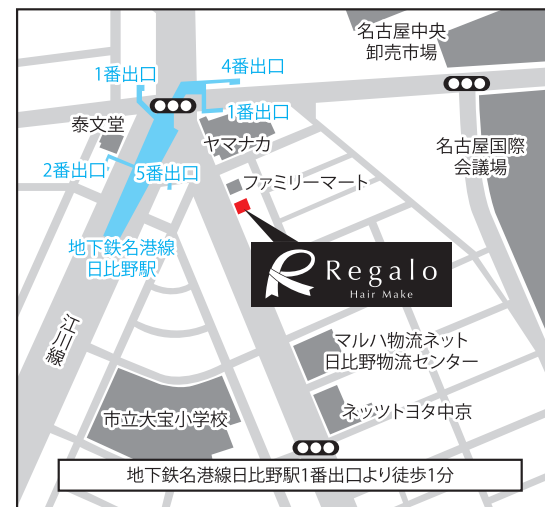 名古屋中央
卸売市場
4番出口
1番出口
1番出口
泰文堂
ヤマナカ
名古屋国際
会議場
2番出口
5番出口
ファミリーマート
地下鉄名港線
日比野駅
Regalo
Hair Make
江川線
マルハ物流ネット
日比野物流センター
市立大宝小学校
ネッツトヨタ中京
地下鉄名港線日比野駅1番出口より徒歩1分